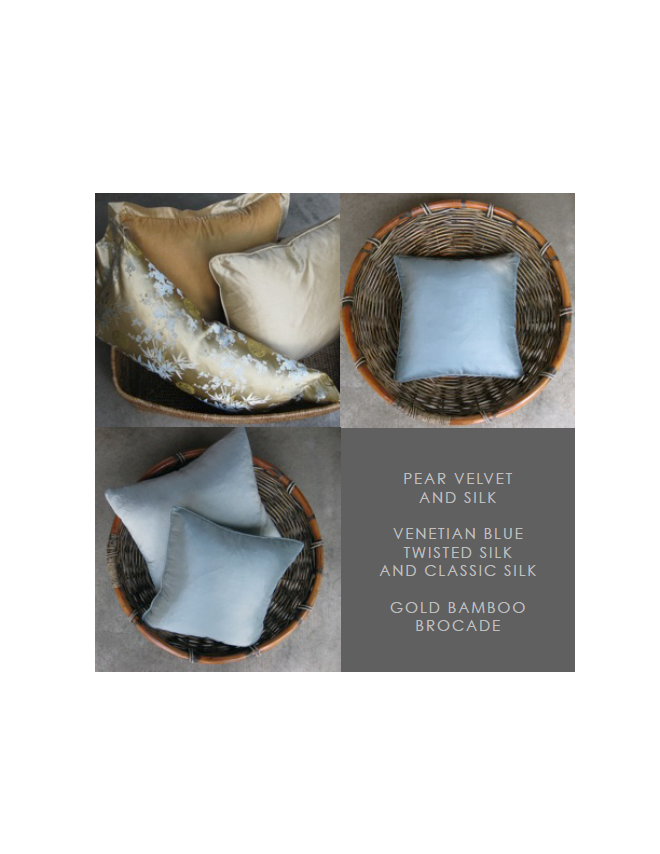 PEAR VELVET
AND SILK
VENETIAN BLUE
TWISTED SILK
AND CLASSIC SILK
GOLD BAMBOO
BROCADE